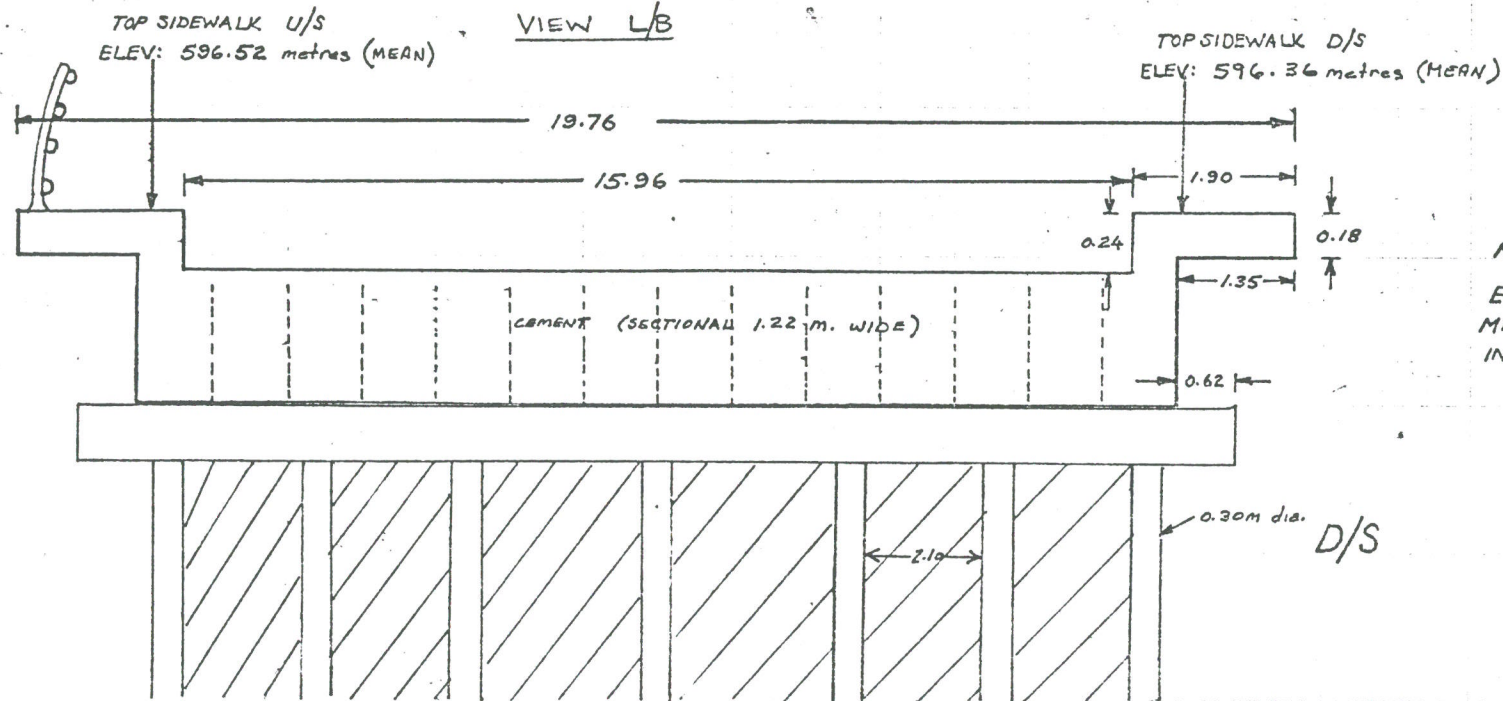 VIEW L/B
TOP SIDEWALK U/S
ELEV: 596.52 metres (MEAN)
TOP SIDEWALK D/S
ELEV: 596.36 metres (MEAN)
19.76
15.96
1.90
0.24
0.18
1.35
CEMENT (SECTIONAL 1.22 m. WIDE)
0.62
0.30m dia.
D/S
2.10
E
M
IN